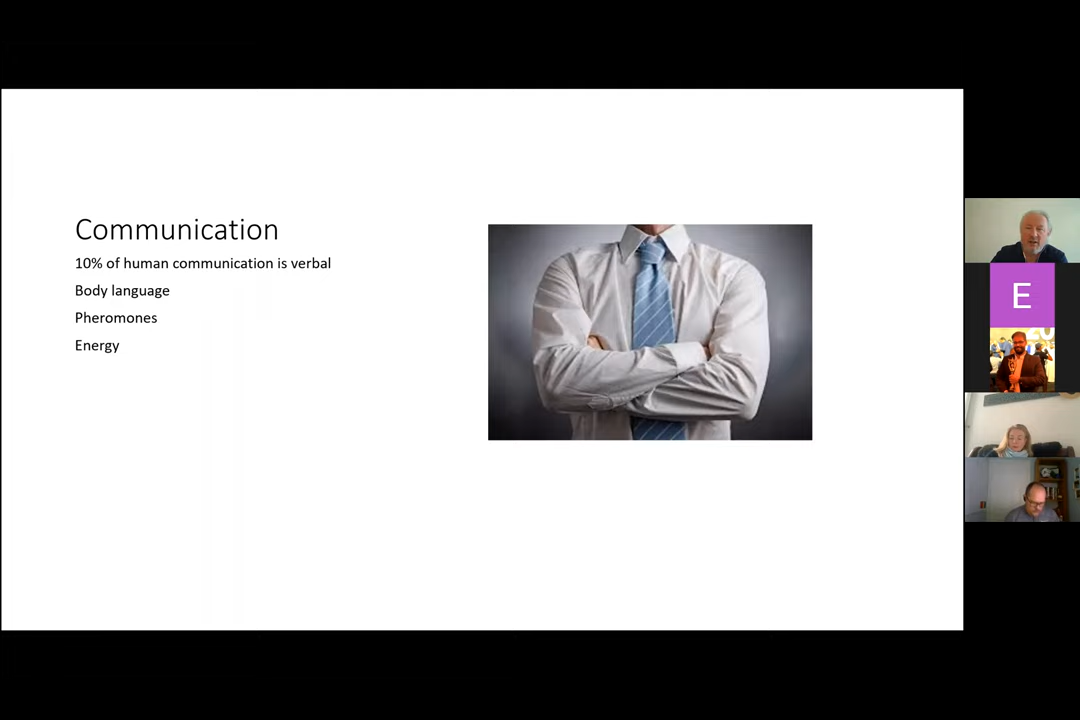 Communication
10% of human communication is verbal
Body language
Pheromones
Energy
E